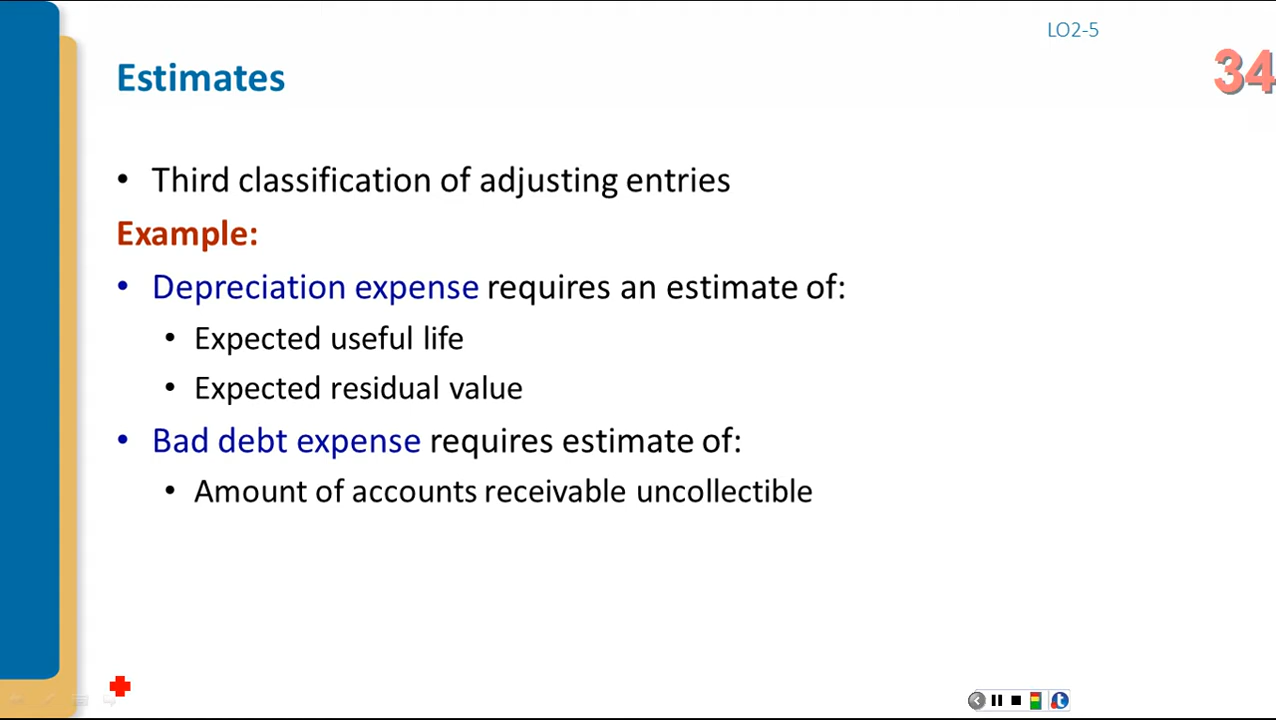 LO2-5
34
Estimates
• Third classification of adjusting entries
Example:
• Depreciation expense requires an estimate of:
• Expected useful life
• Expected residual value
• Bad debt expense requires estimate of:
• Amount of accounts receivable uncollectible